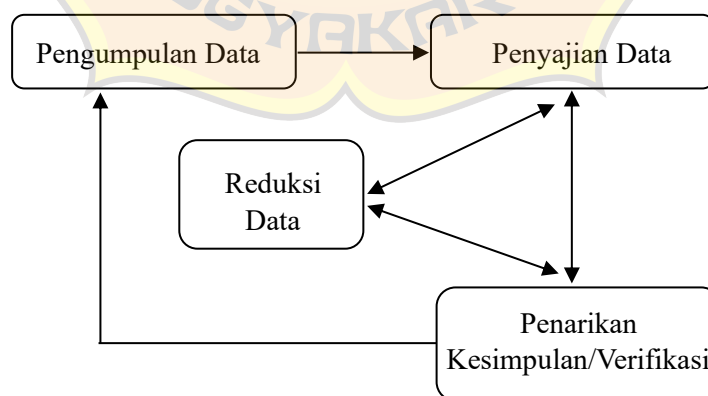 Pengumpulan Data
Penyajian Data
Reduksi
Data
Penarikan
Kesimpulan/Verifikasi